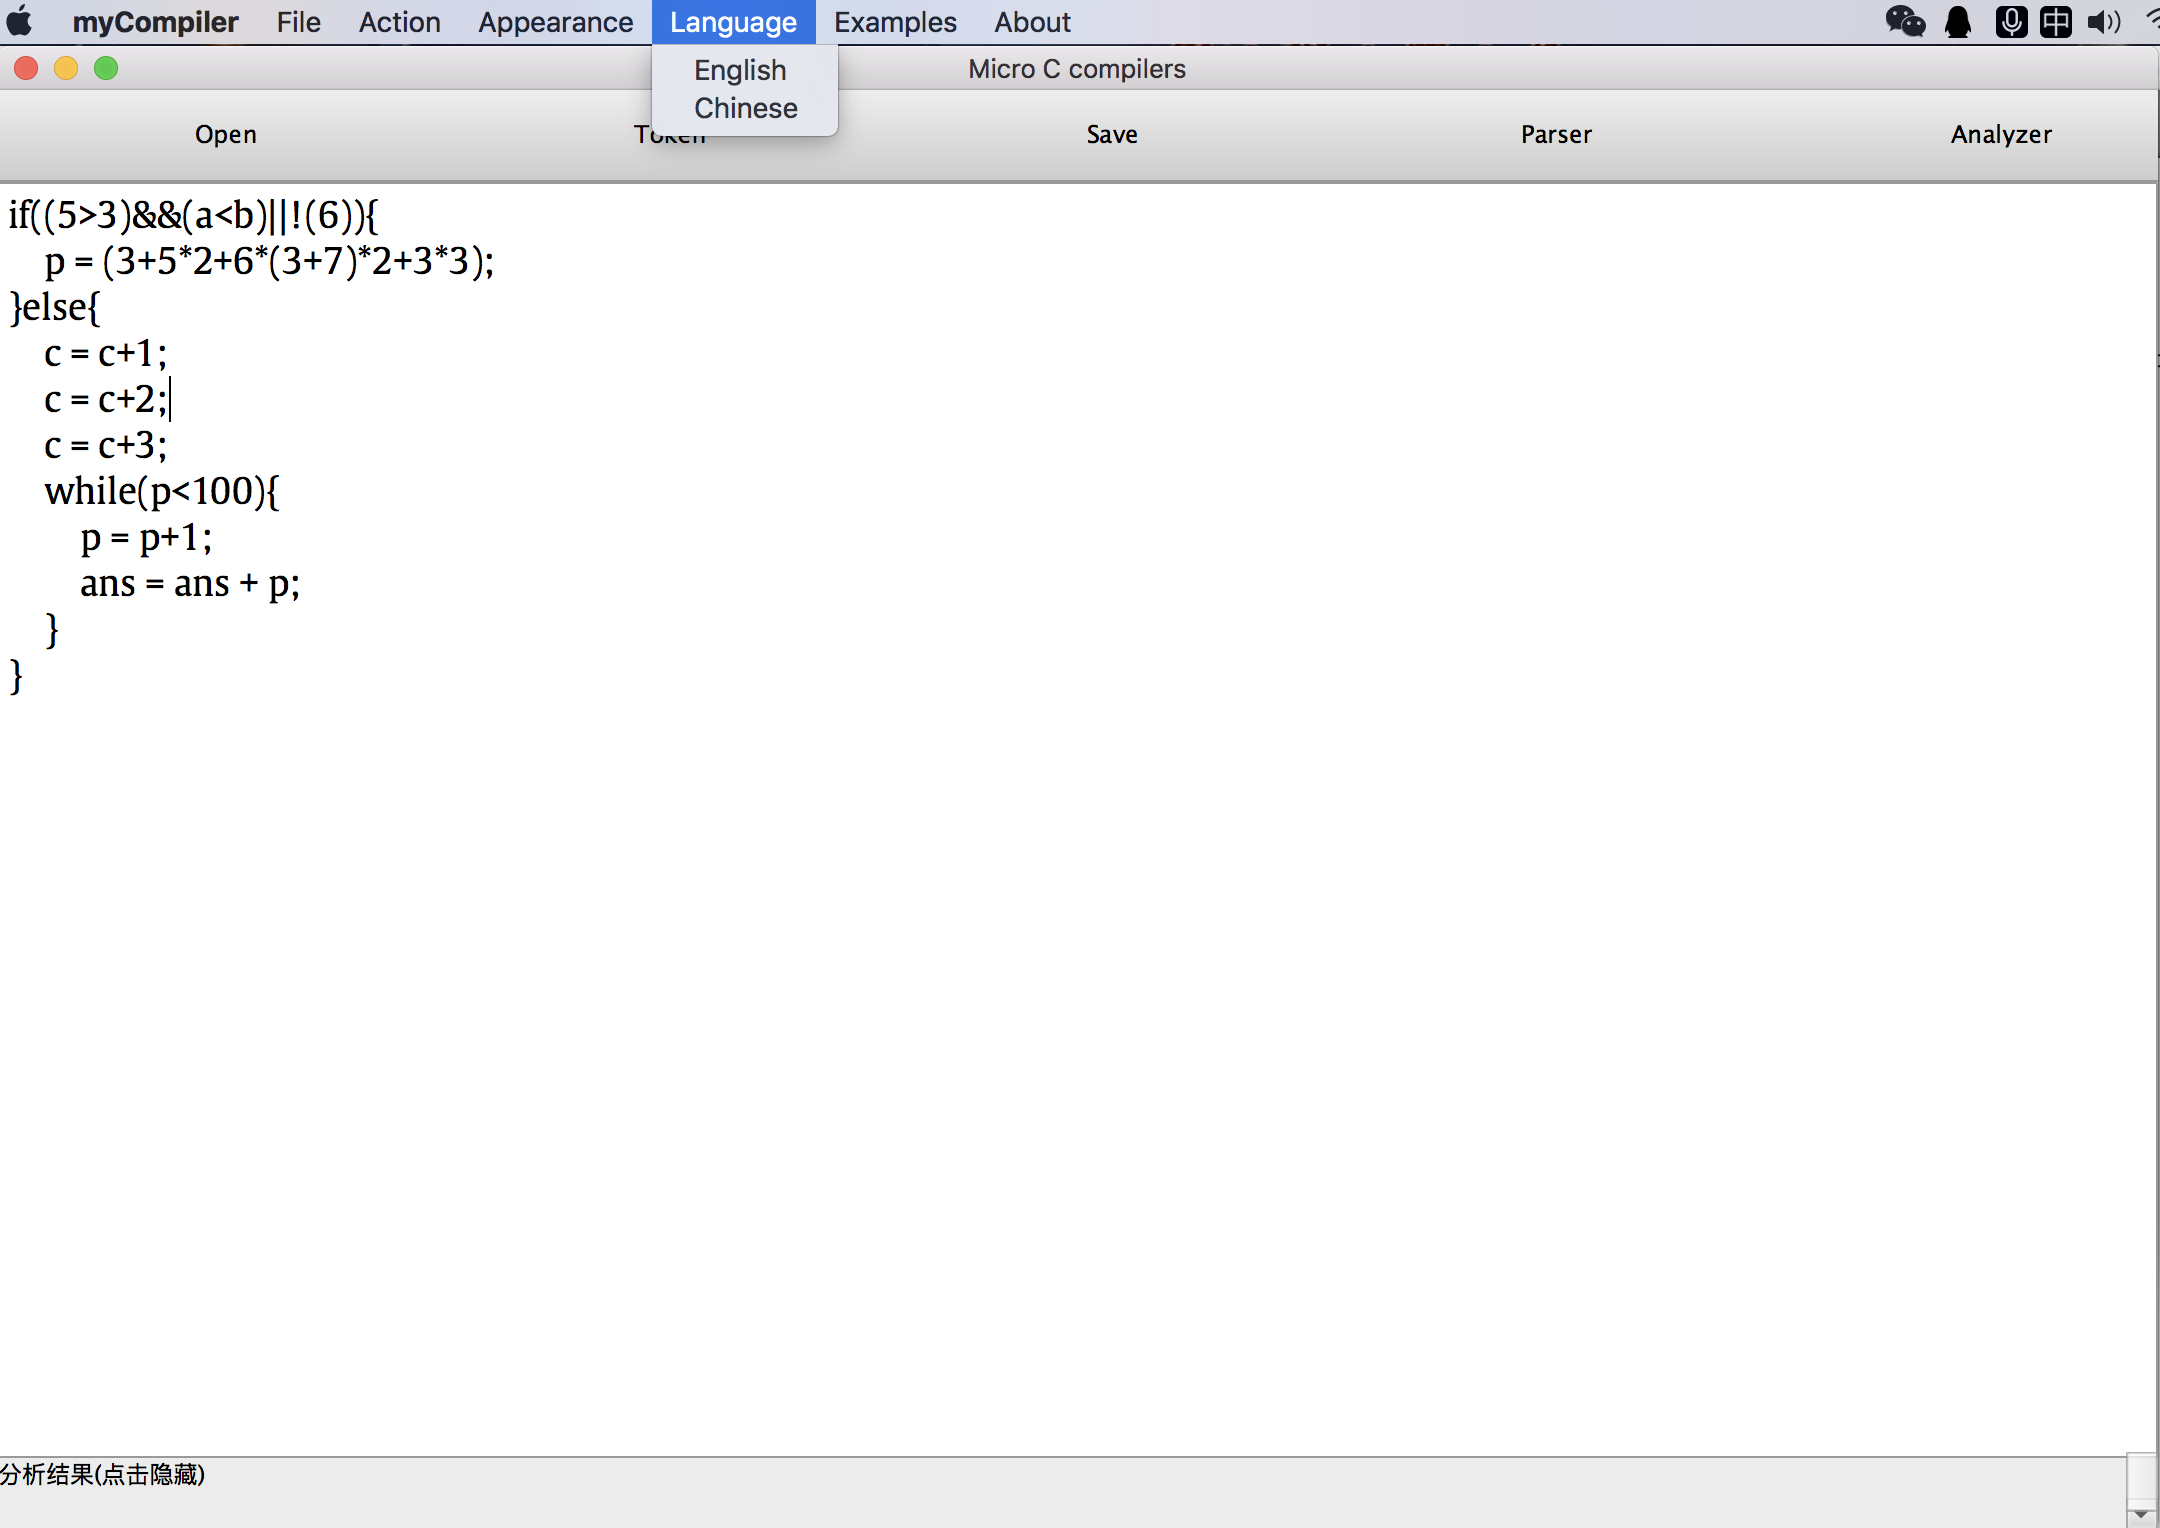 myCompiler File Action Appearance Language Examples About 中
English
Chinese
Micro C compilers
Open Token Save Parser Analyzer
if((5>3)&&(a<b)||!(6)){
p = (3+5*2+6*(3+7)*2+3*3);
}else{
c = c+1;
c = c+2;
c = c+3;
while(p<100){
p = p+1;
ans = ans + p;
}
}
分析结果(点击隐藏)